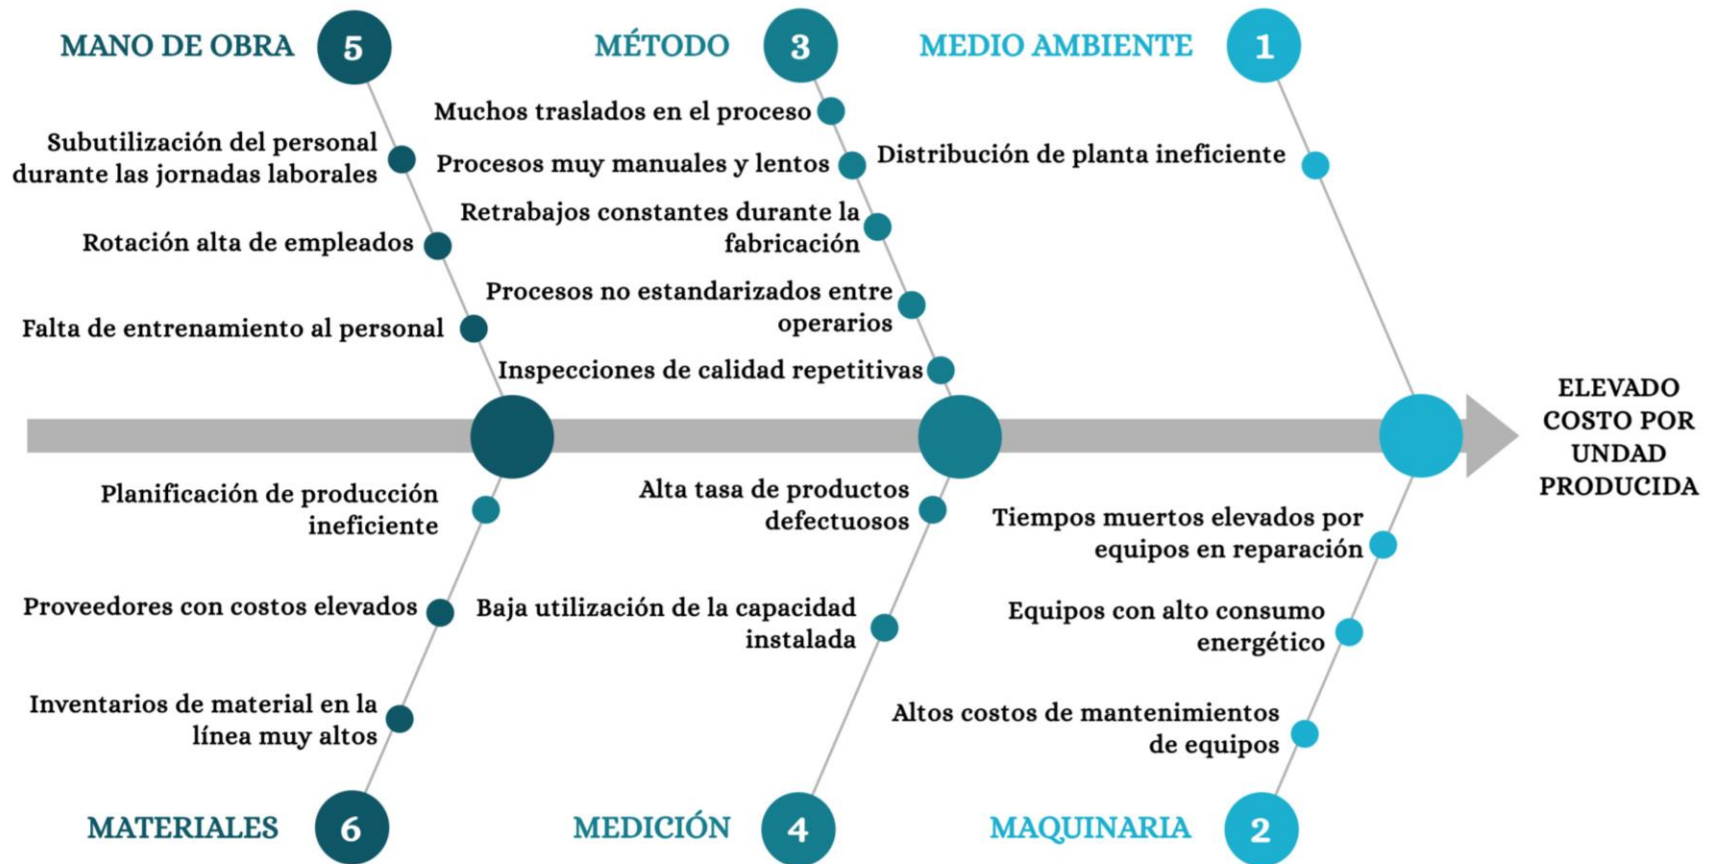 MANO DE OBRA
5
Subutilización del personal
durante las jornadas laborales
Rotación alta de empleados
Falta de entrenamiento al personal
MÉTODO
3
Muchos traslados en el proceso
Procesos muy manuales y lentos
Retrabajos constantes durante la
fabricación
Procesos no estandarizados entre
operarios
Inspecciones de calidad repetitivas
MEDIO AMBIENTE
1
Distribución de planta ineficiente
ELEVADO
COSTO POR
UNDAD
PRODUCIDA
Planificación de producción
ineficiente
Proveedores con costos elevados
Inventarios de material en la
línea muy altos
MATERIALES
6
Alta tasa de productos
defectuosos
Baja utilización de la capacidad
instalada
MEDICIÓN
4
Tiempos muertos elevados por
equipos en reparación
Equipos con alto consumo
energético
Altos costos de mantenimientos
de equipos
MAQUINARIA
2